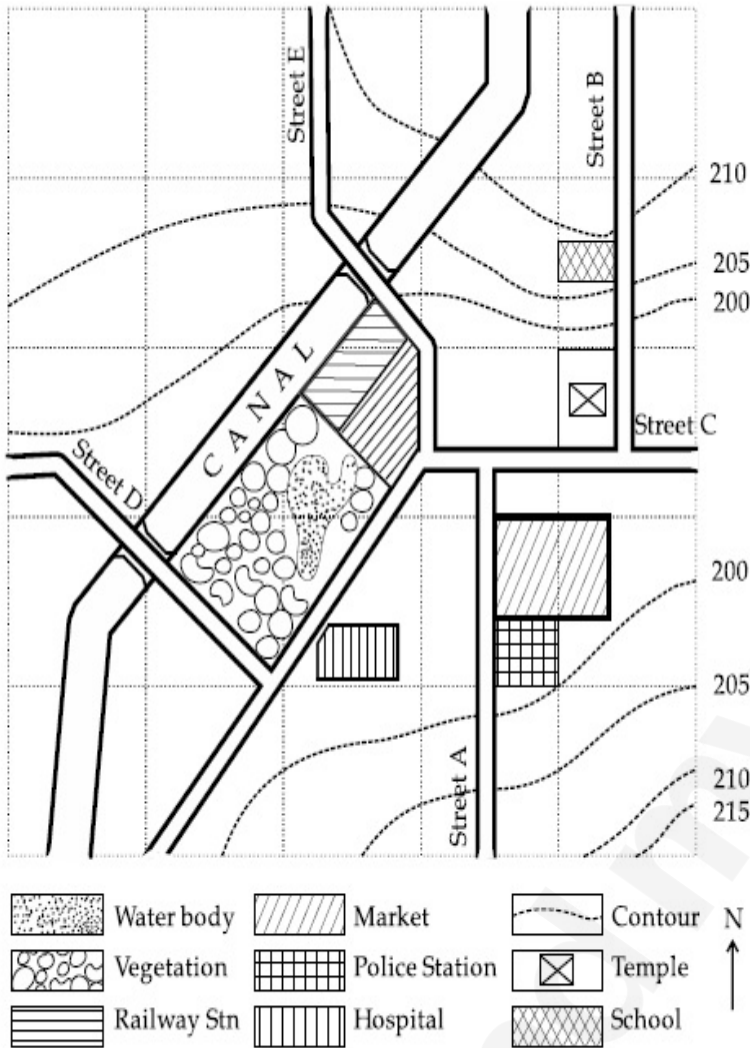 Street E
Street B
210
205
200
CANAL
Street C
Street D
200
205
Street A
210
215
Water body
Market
Contour
N
Vegetation
Police Station
Temple
Railway Stn
Hospital
School